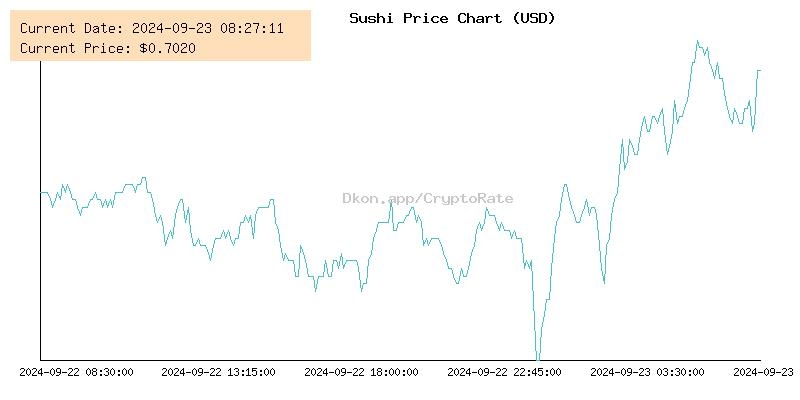 Sushi Price Chart (USD)
Current Date: 2024-09-23 08:27:11
Current Price: $0.7020
Dkon.app/CryptoRate
2024-09-22 08:30:00 2024-09-22 13:15:00 2024-09-22 18:00:00 2024-09-22 22:45:00 2024-09-23 03:30:00 2024-09-23